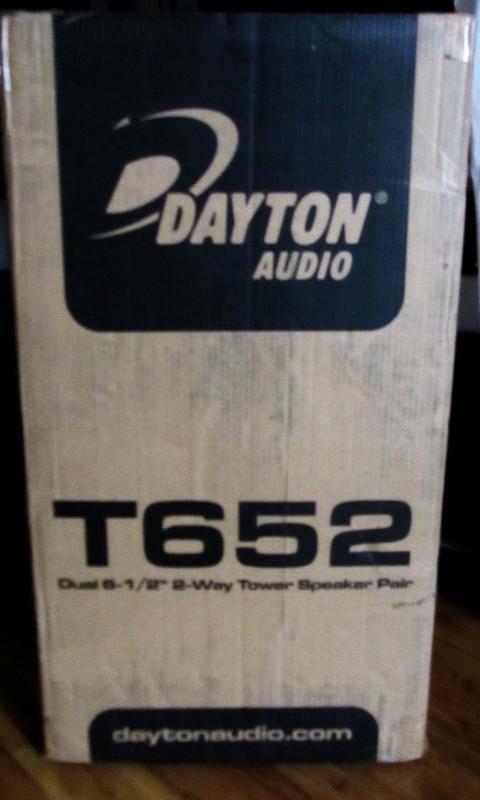 DAYTON®
AUDIO
T652
Dual 6-1/2" 2-Way Tower Speaker Pair
daytonaudio.com